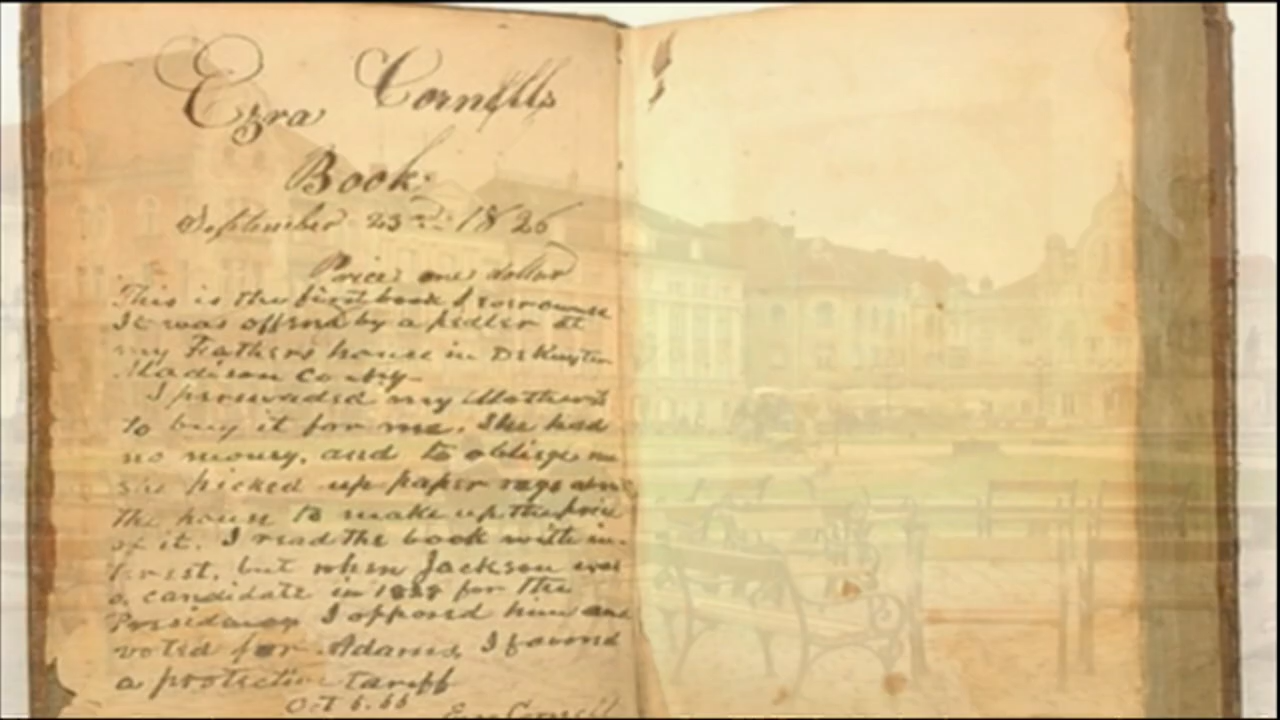 Ezra Cornells
Book
September 23rd 1826
Price one dollar
This is the first book I ever owned
It was offered by a pedler at
my Fathers house in DeRuyter
Madison Co
I perswaded my Mother
to buy it for me. She had
no money, and to oblige me
she picked up paper rags about
the house to make up the price
of it. I read the book with in-
terest, but when Jackson was
a candidate in 1828 for the
Presidency I opposed him and
voted for Adams, I favored
a protective tariff
Oct 5. 66
Ezra Cornell